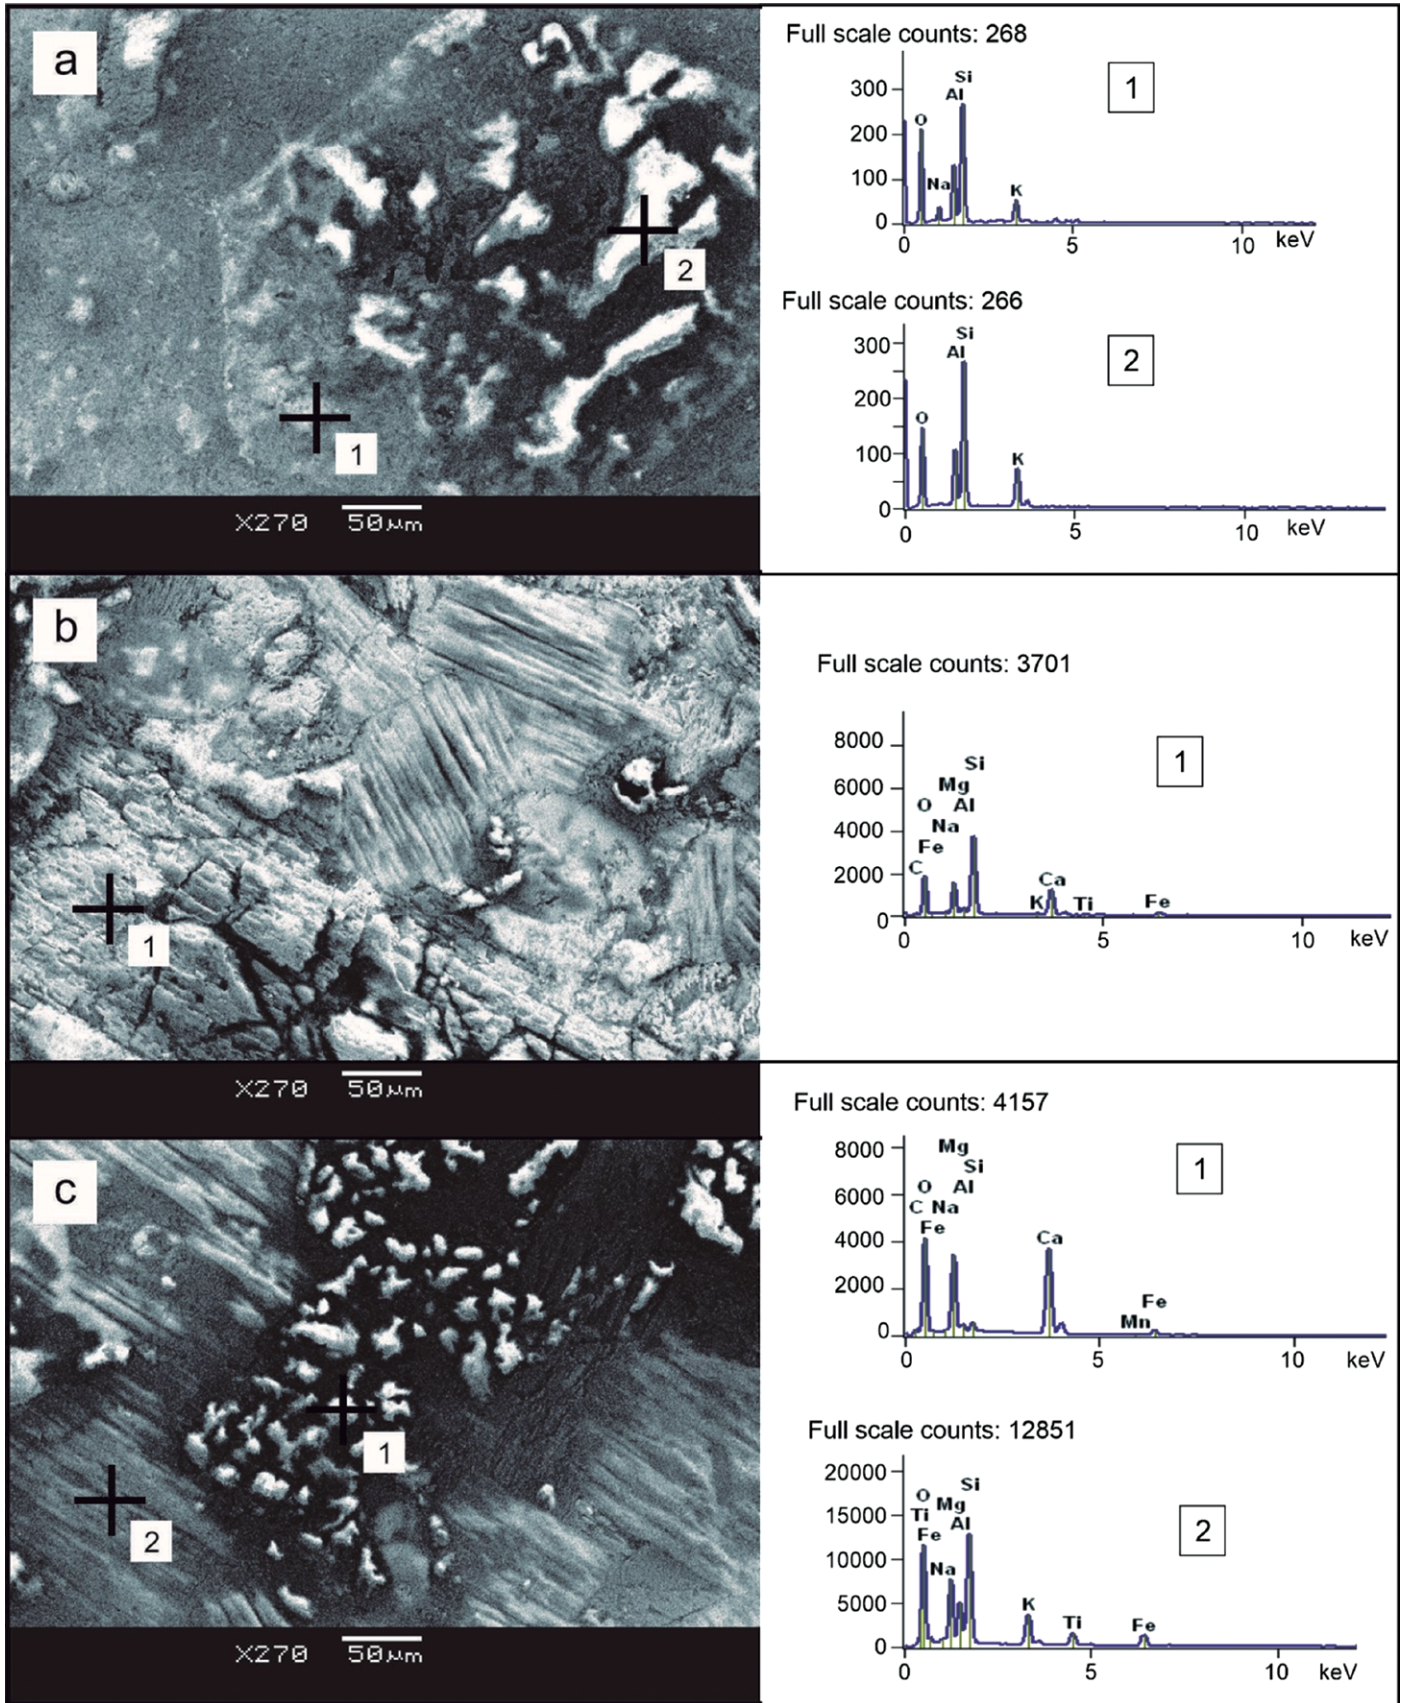 a
1
2
X270 50μm
Full scale counts: 268
1
300
200
100
0
O
Na
Al
Si
K
0 5 10 keV
Full scale counts: 266
2
300
200
100
0
O
Al
Si
K
0 5 10 keV
b
1
X270 50μm
Full scale counts: 3701
1
8000
6000
4000
2000
0
Si
Mg
O Al
Na
Fe
C
K
Ca
Ti
Fe
0 5 10 keV
c
1
2
X270 50μm
Full scale counts: 4157
1
8000
6000
4000
2000
0
Mg
Si
O Al
C Na
Fe
Ca
Mn
Fe
0 5 10 keV
Full scale counts: 12851
2
20000
15000
10000
5000
0
Si
O
Mg
Ti Al
Fe
Na
K
Ti
Fe
0 5 10 keV